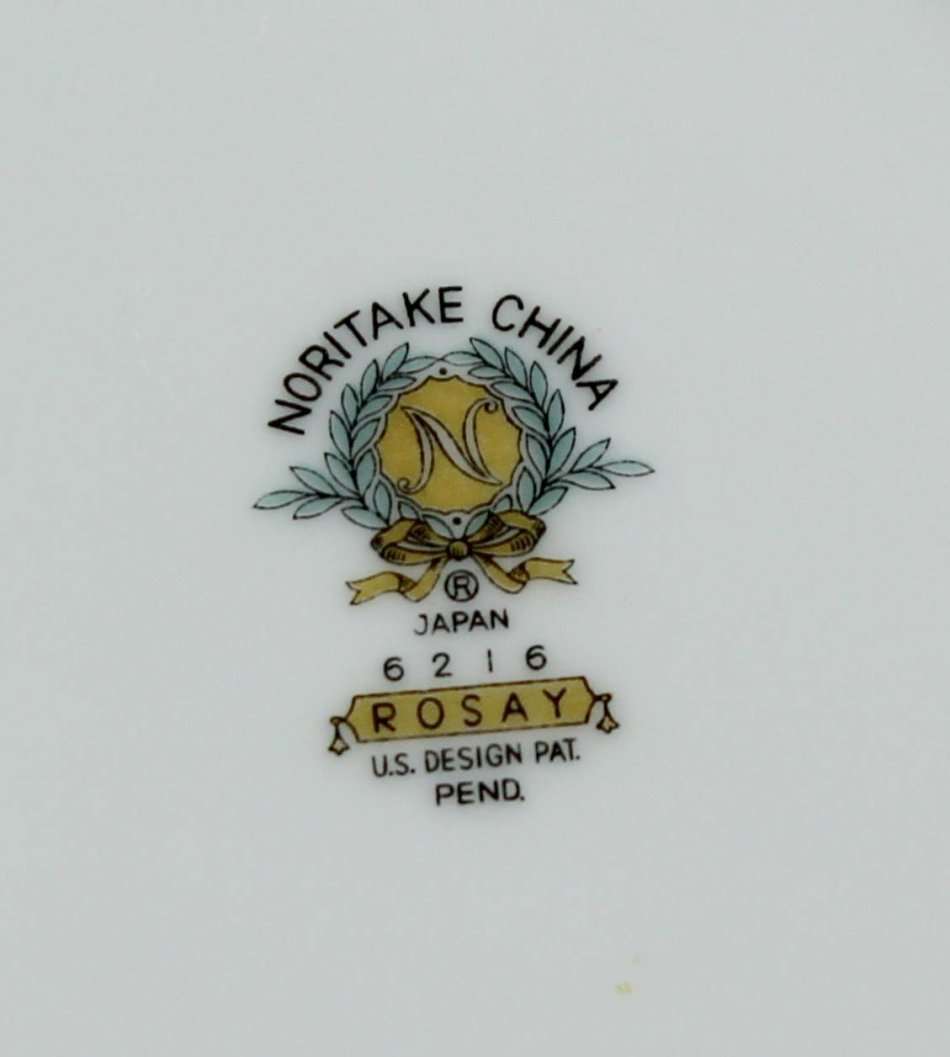 NORITAKE CHINA
N
®
JAPAN
6216
ROSAY
U.S. DESIGN PAT.
PEND.